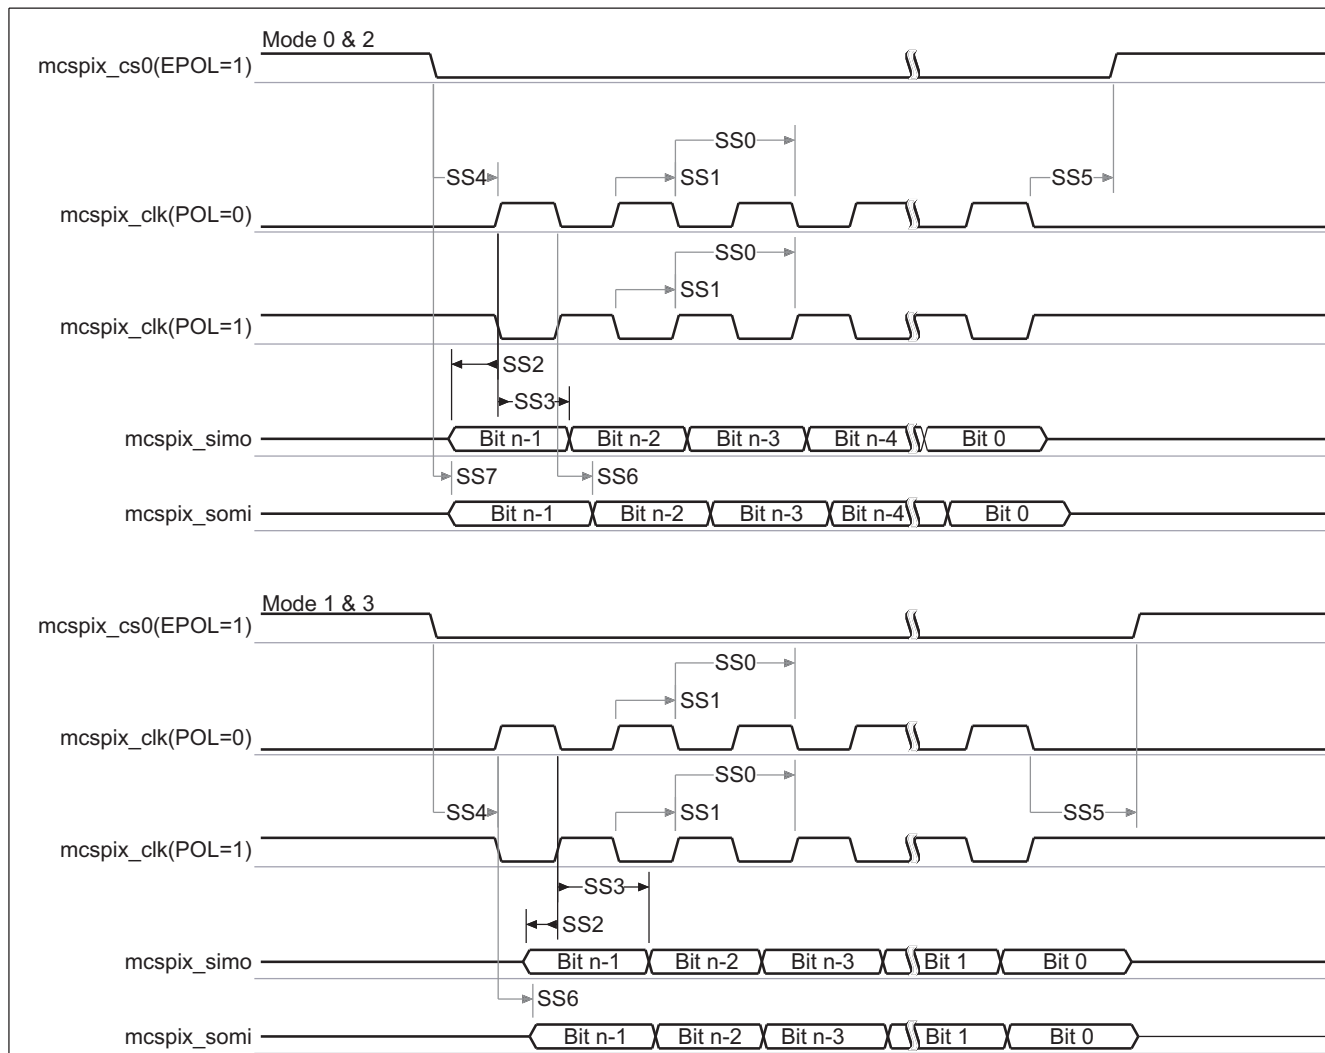 Mode 0 & 2
mcspix_cs0(EPOL=1)
SS0
SS4 SS1 SS5
mcspix_clk(POL=0)
SS0
SS1
mcspix_clk(POL=1)
SS2
SS3
mcspix_simo Bit n-1 Bit n-2 Bit n-3 Bit n-4 Bit 0
SS7 SS6
mcspix_somi Bit n-1 Bit n-2 Bit n-3 Bit n-4 Bit 0
Mode 1 & 3
mcspix_cs0(EPOL=1)
SS0
SS1
mcspix_clk(POL=0)
SS0
SS4 SS1 SS5
mcspix_clk(POL=1)
SS3
SS2
mcspix_simo Bit n-1 Bit n-2 Bit n-3 Bit 1 Bit 0
SS6
mcspix_somi Bit n-1 Bit n-2 Bit n-3 Bit 1 Bit 0